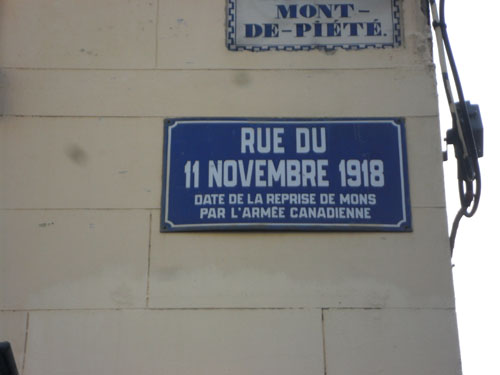 MONT-
DE-PIÉTÉ.
RUE DU
11 NOVEMBRE 1918
DATE DE LA REPRISE DE MONS
PAR L'ARMÉE CANADIENNE